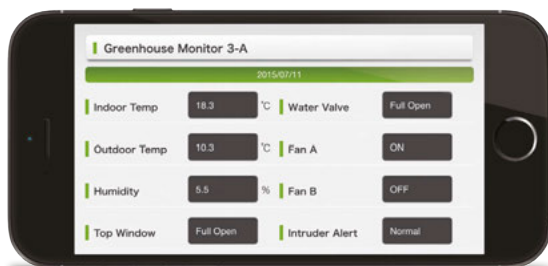 Greenhouse Monitor 3-A
2015/07/11
Indoor Temp 18.3 ℃ Water Valve Full Open
Outdoor Temp 10.3 ℃ Fan A ON
Humidity 5.5 % Fan B OFF
Top Window Full Open Intruder Alert Normal